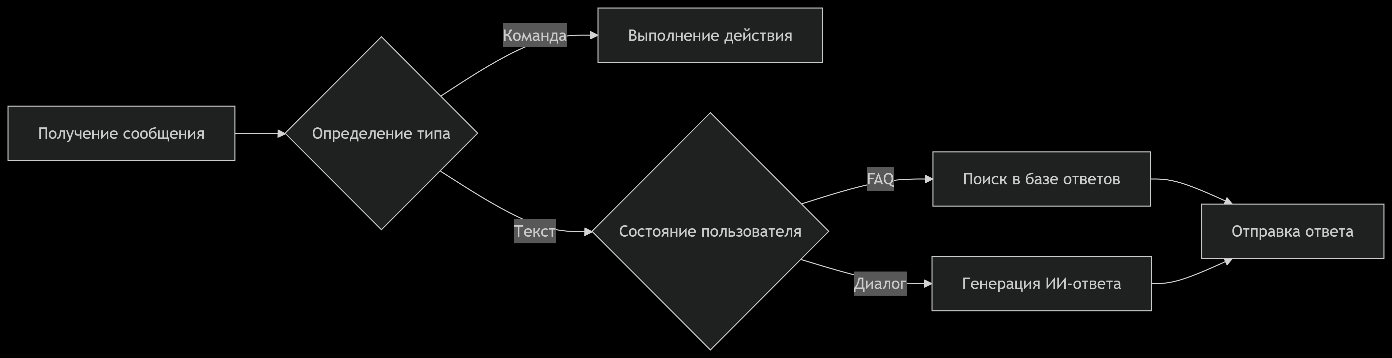 Получение сообщения
Определение типа
Команда
Выполнение действия
Текст
Состояние пользователя
FAQ
Поиск в базе ответов
Диалог
Генерация ИИ-ответа
Отправка ответа